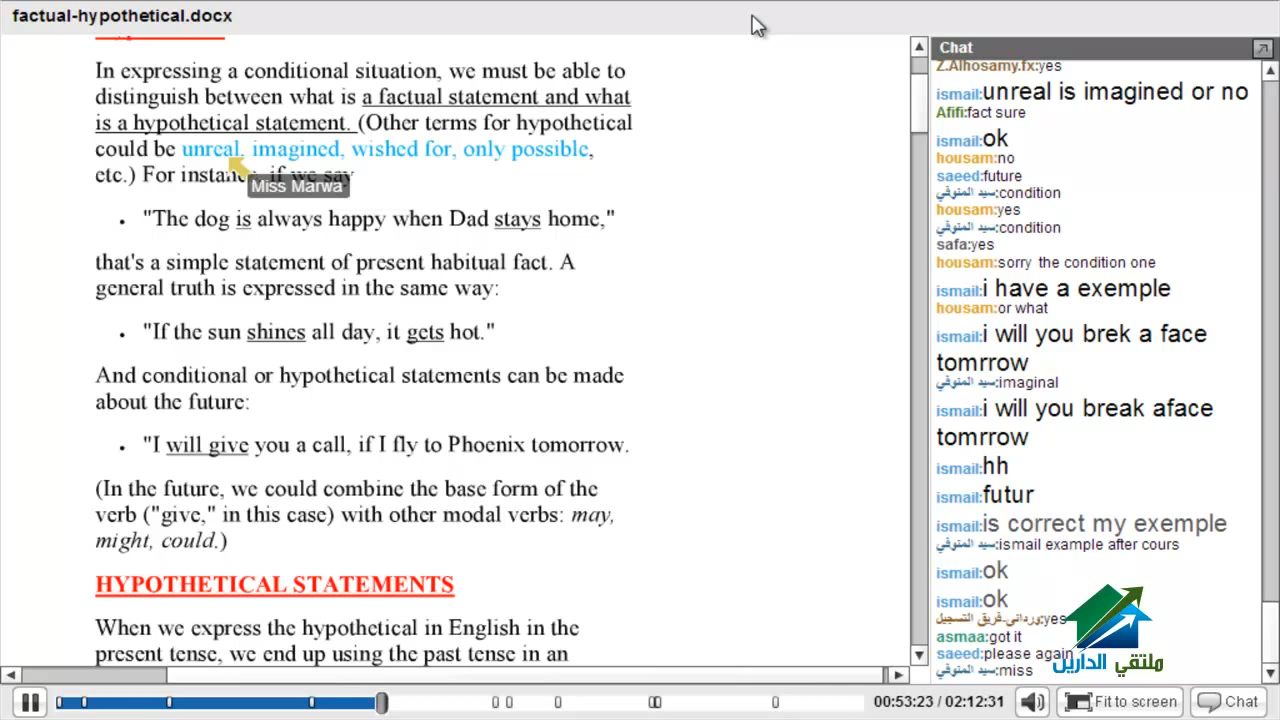 factual-hypothetical.docx
In expressing a conditional situation, we must be able to
distinguish between what is a factual statement and what
is a hypothetical statement. (Other terms for hypothetical
could be unreal, imagined, wished for, only possible,
etc.) For instance, if we say
Miss Marwa
• "The dog is always happy when Dad stays home,"
that's a simple statement of present habitual fact. A
general truth is expressed in the same way:
• "If the sun shines all day, it gets hot."
And conditional or hypothetical statements can be made
about the future:
• "I will give you a call, if I fly to Phoenix tomorrow.
(In the future, we could combine the base form of the
verb ("give," in this case) with other modal verbs: may,
might, could.)
HYPOTHETICAL STATEMENTS
When we express the hypothetical in English in the
present tense, we end up using the past tense in an
Chat
Z.Alhosamy.fx:yes
ismail:unreal is imagined or no
Afifi:fact sure
ismail:ok
housam:no
saeed:future
سيد المنوفي:condition
housam:yes
سيد المنوفي:condition
safa:yes
housam:sorry the condition one
ismail:i have a exemple
housam:or what
ismail:i will you brek a face
tomrrow
سيد المنوفي:imaginal
ismail:i will you break aface
tomrrow
ismail:hh
ismail:futur
ismail:is correct my exemple
سيد المنوفي:ismail example after cours
ismail:ok
ismail:ok
ورداني-فريق التسجيل:yes
asmaa:got it
saeed:please again
سيد المنوفي:miss
ملتقي الدارين
00:53:23 / 02:12:31
Fit to screen
Chat